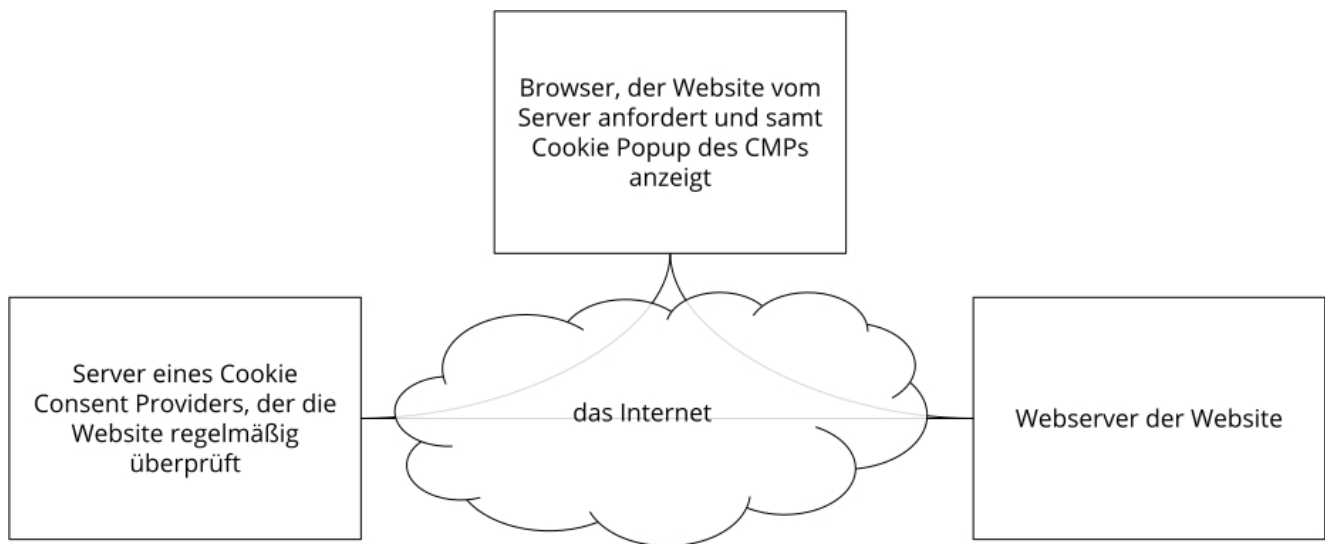 Browser, der Website vom
Server anfordert und samt
Cookie Popup des CMPs
anzeigt
Server eines Cookie
Consent Providers, der die
Website regelmäßig
überprüft
das Internet
Webserver der Website